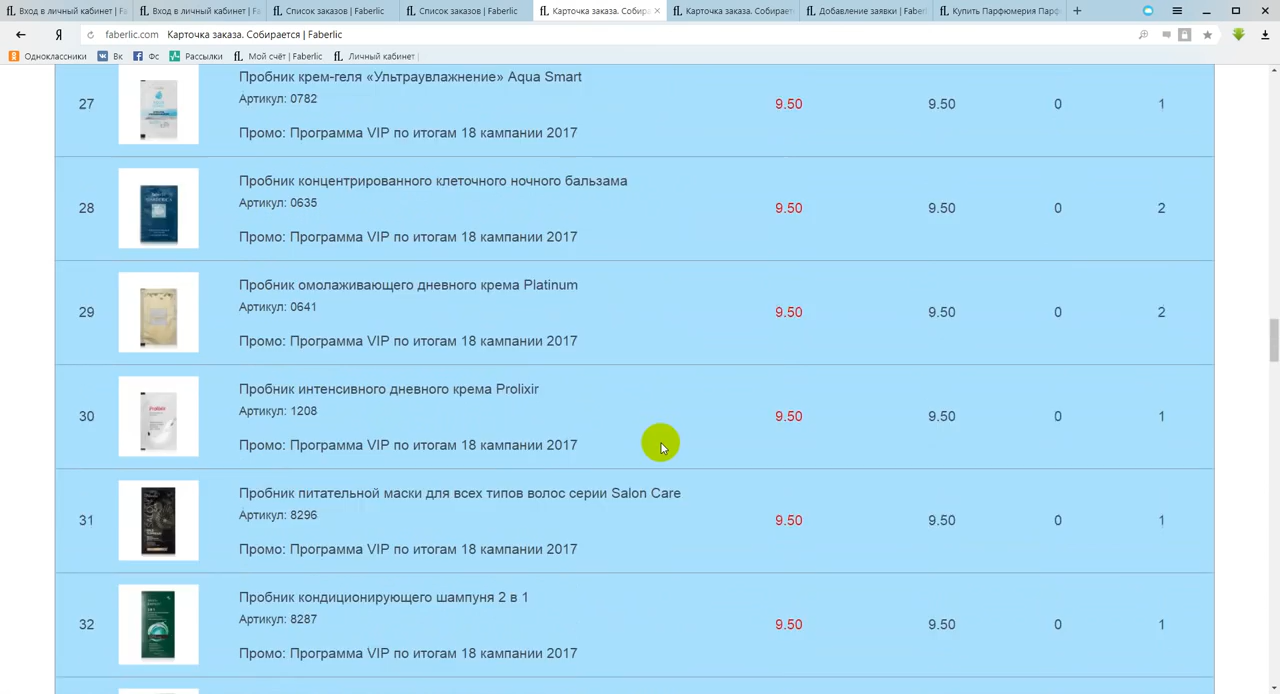 Вход в личный кабинет | Fa
Вход в личный кабинет | Fa
Список заказов | Faberlic
Список заказов | Faberlic
Карточка заказа. Собира
Карточка заказа. Собирает
Добавление заявки | Faber
Купить Парфюмерия Парф
faberlic.com Карточка заказа. Собирается | Faberlic
Одноклассники Вк Фс Рассылки Мой счёт | Faberlic Личный кабинет |
Пробник крем-геля «Ультраувлажнение» Aqua Smart
27 Артикул: 0782 9.50 9.50 0 1
Промо: Программа VIP по итогам 18 кампании 2017
Пробник концентрированного клеточного ночного бальзама
28 Артикул: 0635 9.50 9.50 0 2
Промо: Программа VIP по итогам 18 кампании 2017
Пробник омолаживающего дневного крема Platinum
29 Артикул: 0641 9.50 9.50 0 2
Промо: Программа VIP по итогам 18 кампании 2017
Пробник интенсивного дневного крема Prolixir
30 Артикул: 1208 9.50 9.50 0 1
Промо: Программа VIP по итогам 18 кампании 2017
Пробник питательной маски для всех типов волос серии Salon Care
31 Артикул: 8296 9.50 9.50 0 1
Промо: Программа VIP по итогам 18 кампании 2017
Пробник кондиционирующего шампуня 2 в 1
32 Артикул: 8287 9.50 9.50 0 1
Промо: Программа VIP по итогам 18 кампании 2017